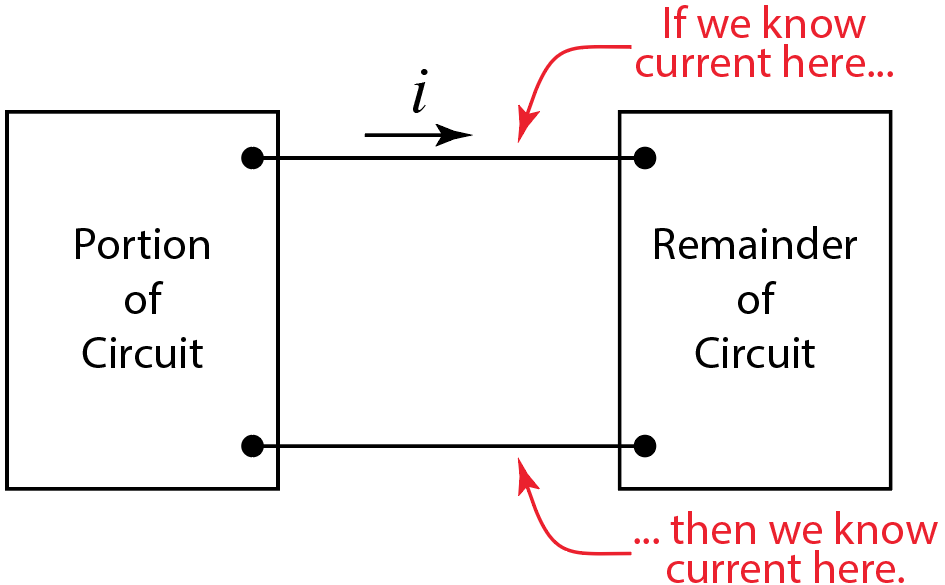 If we know
current here...
i
Portion
of
Circuit
Remainder
of
Circuit
... then we know
current here.